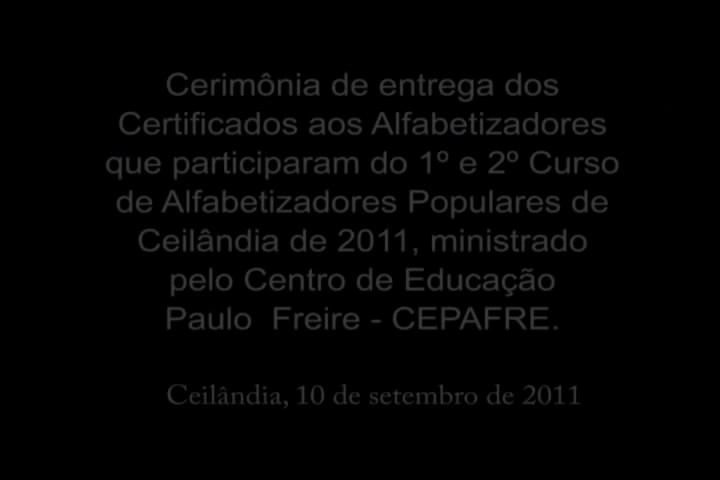 Cerimônia de entrega dos
Certificados aos Alfabetizadores
que participaram do 1º e 2º Curso
de Alfabetizadores Populares de
Ceilândia de 2011, ministrado
pelo Centro de Educação
Paulo  Freire - CEPAFRE.
Ceilândia, 10 de setembro de 2011